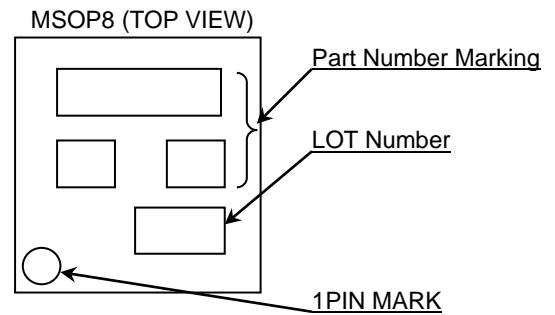 MSOP8 (TOP VIEW)
Part Number Marking
LOT Number
1PIN MARK